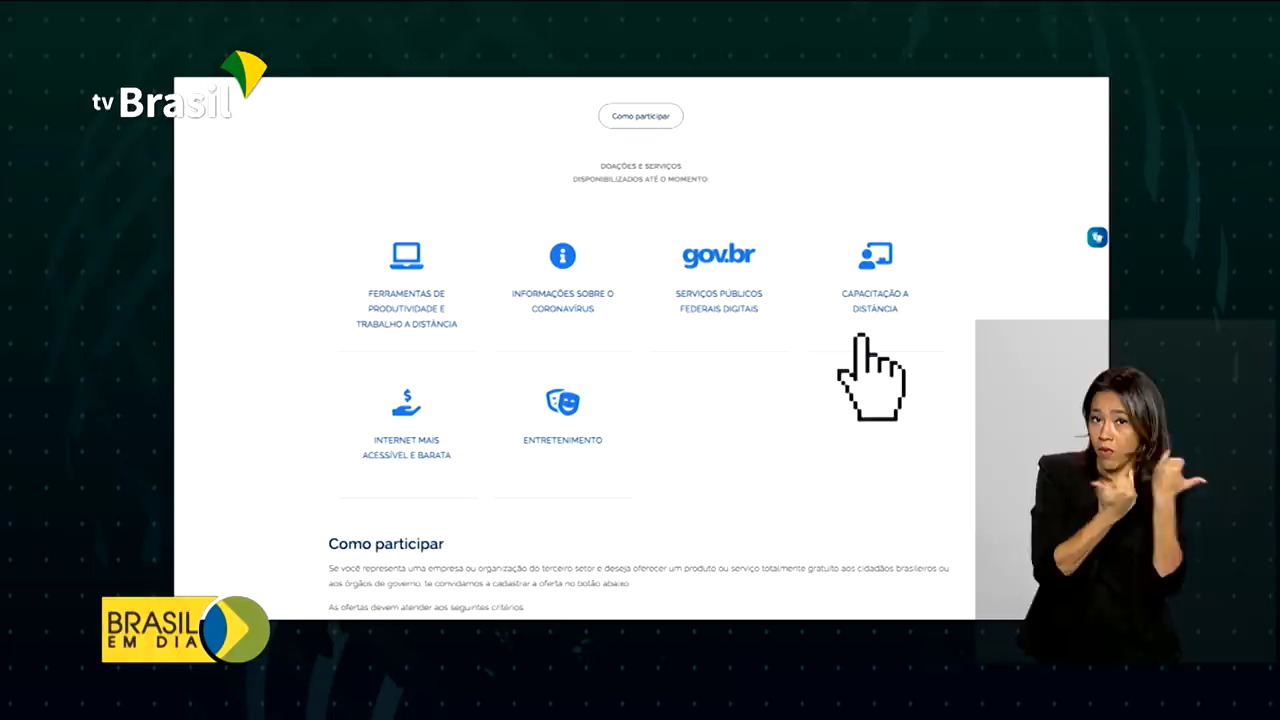 tv Brasil
Como participar
DOAÇÕES E SERVIÇOS
DISPONIBILIZADOS ATÉ O MOMENTO
FERRAMENTAS DE
PRODUTIVIDADE E
TRABALHO A DISTÂNCIA
INFORMAÇÕES SOBRE O
CORONAVÍRUS
gov.br
SERVIÇOS PÚBLICOS
FEDERAIS DIGITAIS
CAPACITAÇÃO A
DISTÂNCIA
INTERNET MAIS
ACESSÍVEL E BARATA
ENTRETENIMENTO
Como participar
Se você representa uma empresa ou organização do terceiro setor e deseja oferecer um produto ou serviço totalmente gratuito aos cidadãos brasileiros ou
aos órgãos de governo, te convidamos a cadastrar a oferta no botão abaixo
As ofertas devem atender aos seguintes critérios
BRASIL
EM DIA